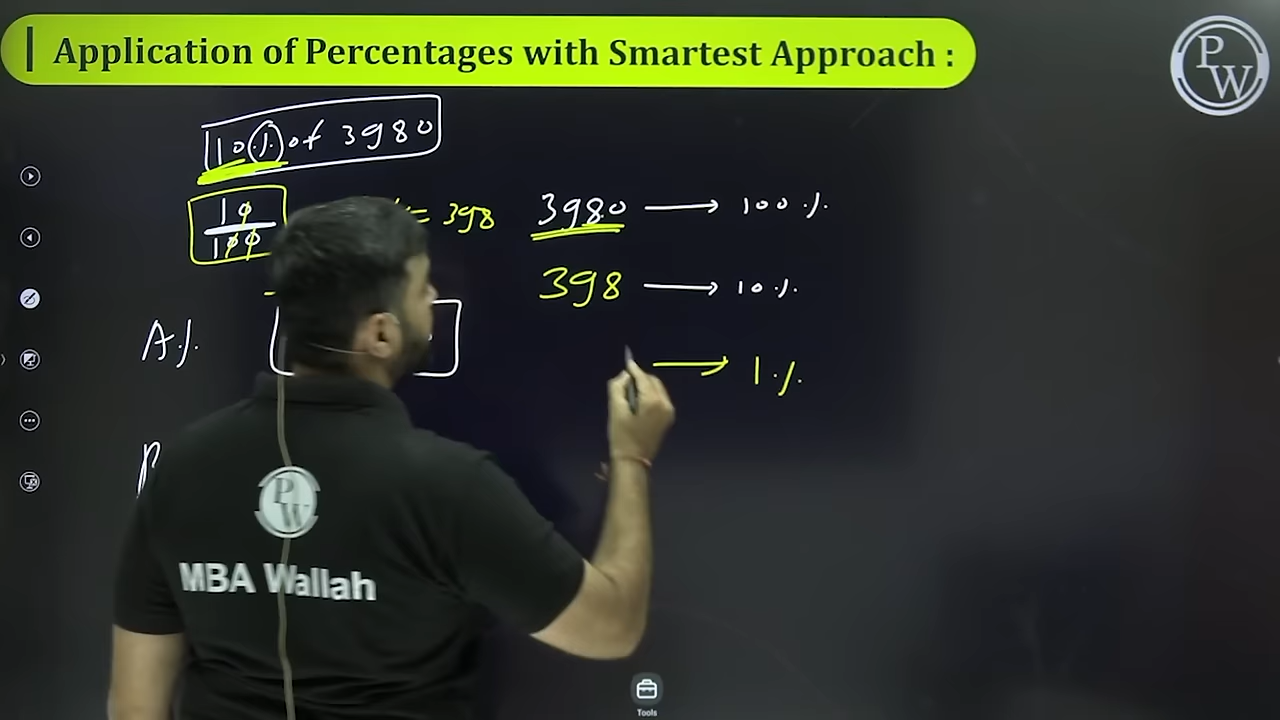 Application of Percentages with Smartest Approach :
PW
10% of 3980
10
100
= 398
3980 → 100 %
398 → 10 %
→ 1 %
A %
PW
MBA Wallah
Tools